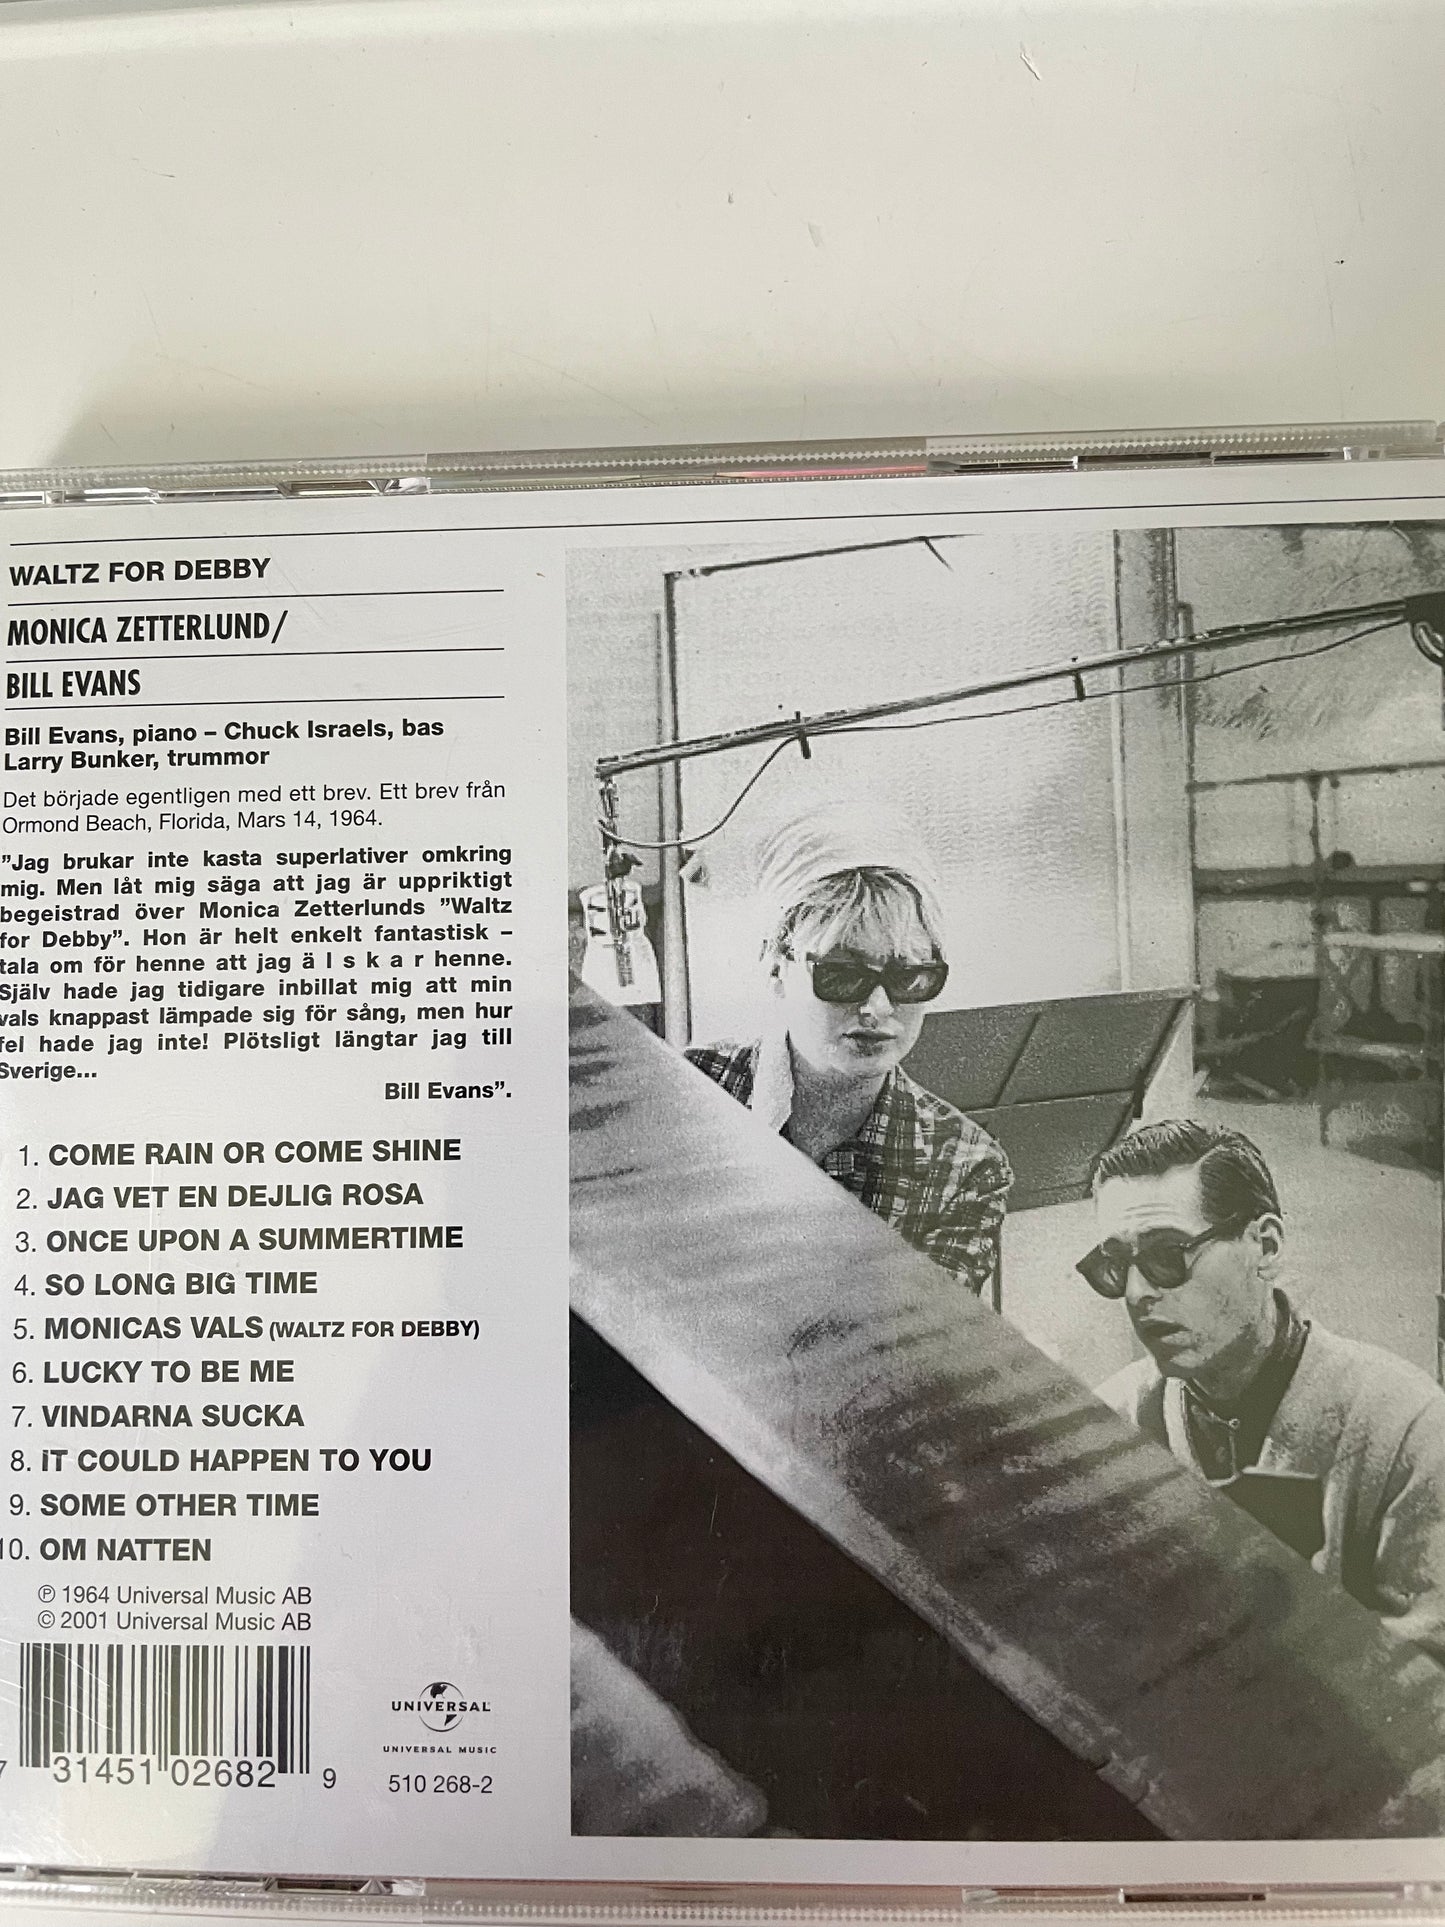 WALTZ FOR DEBBY
MONICA ZETTERLUND/
BILL EVANS
Bill Evans, piano – Chuck Israels, bas
Larry Bunker, trummor
Det började egentligen med ett brev. Ett brev från
Ormond Beach, Florida, Mars 14, 1964.
”Jag brukar inte kasta superlativer omkring
mig. Men låt mig säga att jag är uppriktigt
begeistrad över Monica Zetterlunds ”Waltz
for Debby”. Hon är helt enkelt fantastisk –
tala om för henne att jag ä l s k a r henne.
Själv hade jag tidigare inbillat mig att min
vals knappast lämpade sig för sång, men hur
fel hade jag inte! Plötsligt längtar jag till
Sverige...
Bill Evans”.
1. COME RAIN OR COME SHINE
2. JAG VET EN DEJLIG ROSA
3. ONCE UPON A SUMMERTIME
4. SO LONG BIG TIME
5. MONICAS VALS (WALTZ FOR DEBBY)
6. LUCKY TO BE ME
7. VINDARNA SUCKA
8. IT COULD HAPPEN TO YOU
9. SOME OTHER TIME
10. OM NATTEN
℗ 1964 Universal Music AB
© 2001 Universal Music AB
7 31451 02682 9
UNIVERSAL
UNIVERSAL MUSIC
510 268-2